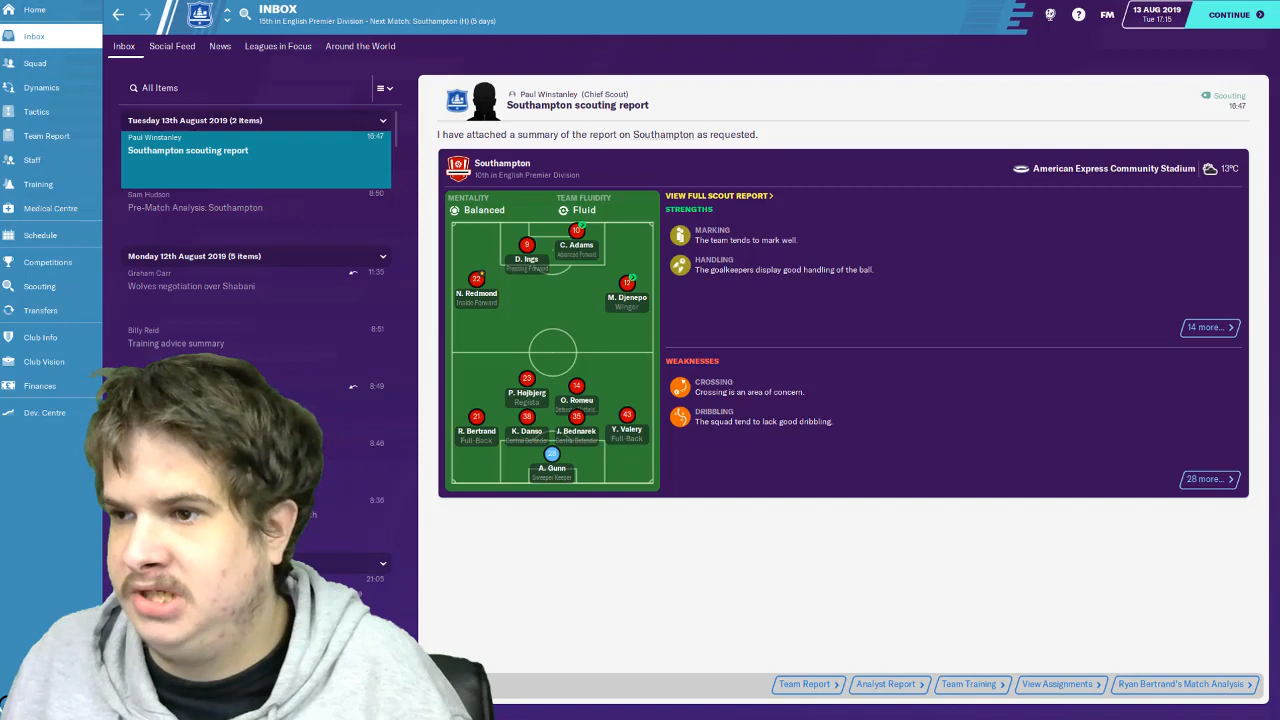 Home
Inbox
Squad
Dynamics
Tactics
Team Report
Staff
Training
Medical Centre
Schedule
Competitions
Scouting
Transfers
Club Info
Club Vision
Finances
Dev. Centre
INBOX
15th in English Premier Division - Next Match: Southampton (H) (5 days)
?
FM
13 AUG 2019
Tue 17:15
CONTINUE
Inbox
Social Feed
News
Leagues in Focus
Around the World
All Items
Tuesday 13th August 2019 (2 Items)
Paul Winstanley
16:47
Southampton scouting report
Sam Hudson
8:50
Pre-Match Analysis: Southampton
Monday 12th August 2019 (5 Items)
Graham Carr
11:35
Wolves negotiation over Shabani
Billy Reid
8:51
Training advice summary
8:49
8:46
8:36
21:05
Paul Winstanley (Chief Scout)
Southampton scouting report
Scouting
16:47
I have attached a summary of the report on Southampton as requested.
Southampton
10th in English Premier Division
American Express Community Stadium
13°C
MENTALITY
Balanced
TEAM FLUIDITY
Fluid
10
C. Adams
Advanced Forward
9
D. Ings
Pressing Forward
22
N. Redmond
Inside Forward
12
M. Djenepo
Winger
23
P. Højbjerg
Regista
14
O. Romeu
21
R. Bertrand
Full-Back
38
K. Danso
Central Defender
35
J. Bednarek
Central Defender
43
Y. Valery
Full-Back
28
A. Gunn
Sweeper Keeper
VIEW FULL SCOUT REPORT >
STRENGTHS
MARKING
The team tends to mark well.
HANDLING
The goalkeepers display good handling of the ball.
14 more...
WEAKNESSES
CROSSING
Crossing is an area of concern.
DRIBBLING
The squad tend to lack good dribbling.
28 more...
Team Report
Analyst Report
Team Training
View Assignments
Ryan Bertrand's Match Analysis